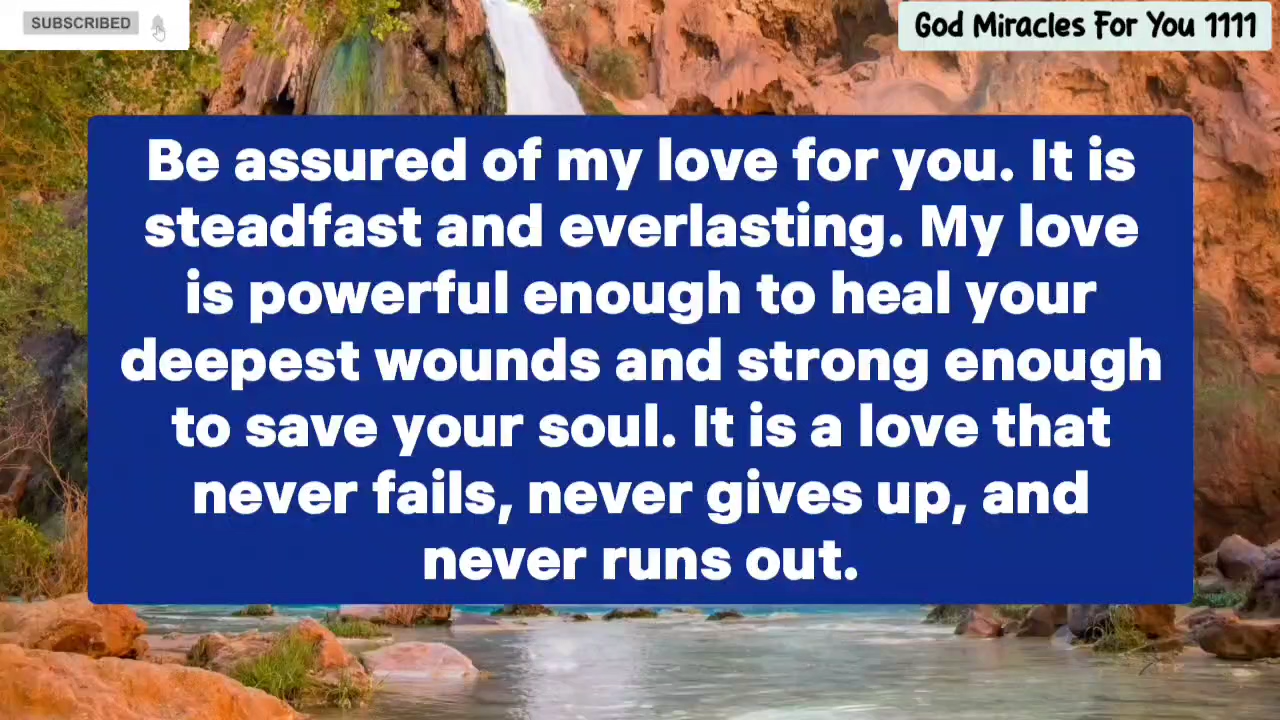 SUBSCRIBED
God Miracles For You 1111
Be assured of my love for you. It is
steadfast and everlasting. My love
is powerful enough to heal your
deepest wounds and strong enough
to save your soul. It is a love that
never fails, never gives up, and
never runs out.